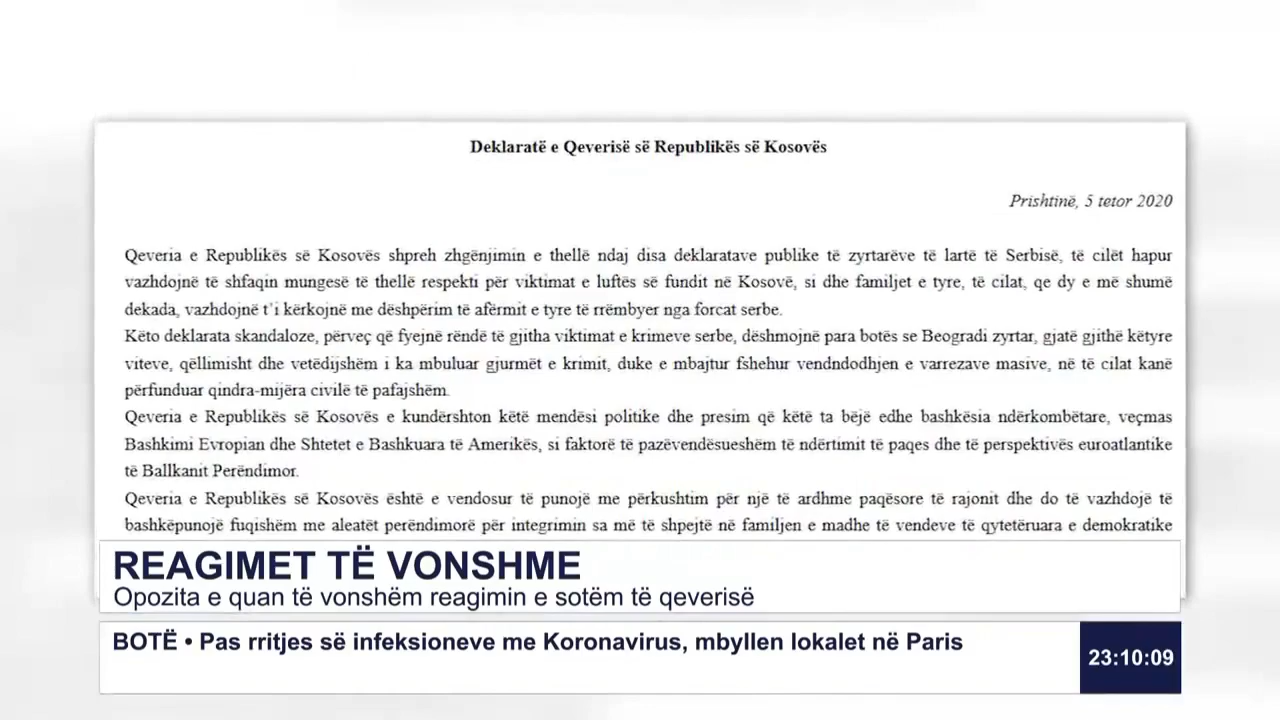 Deklaratë e Qeverisë së Republikës së Kosovës
Prishtinë, 5 tetor 2020
Qeveria e Republikës së Kosovës shpreh zhgënjimin e thellë ndaj disa deklaratave publike të zyrtarëve të lartë të Serbisë, të cilët hapur
vazhdojnë të shfaqin mungesë të thellë respekti për viktimat e luftës së fundit në Kosovë, si dhe familjet e tyre, të cilat, qe dy e më shumë
dekada, vazhdojnë t'i kërkojnë me dëshpërim të afërmit e tyre të rrëmbyer nga forcat serbe.
Këto deklarata skandaloze, përveç që fyejnë rëndë të gjitha viktimat e krimeve serbe, dëshmojnë para botës se Beogradi zyrtar, gjatë gjithë këtyre
viteve, qëllimisht dhe vetëdijshëm i ka mbuluar gjurmët e krimit, duke e mbajtur fshehur vendndodhjen e varrezave masive, në të cilat kanë
përfunduar qindra-mijëra civilë të pafajshëm.
Qeveria e Republikës së Kosovës e kundërshton këtë mendësi politike dhe presim që këtë ta bëjë edhe bashkësia ndërkombëtare, veçmas
Bashkimi Evropian dhe Shtetet e Bashkuara të Amerikës, si faktorë të pazëvendësueshëm të ndërtimit të paqes dhe të perspektivës euroatlantike
të Ballkanit Perëndimor.
Qeveria e Republikës së Kosovës është e vendosur të punojë me përkushtim për një të ardhme paqësore të rajonit dhe do të vazhdojë të
bashkëpunojë fuqishëm me aleatët perëndimorë për integrimin sa më të shpejtë në familjen e madhe të vendeve të qytetëruara e demokratike
REAGIMET TË VONSHME
Opozita e quan të vonshëm reagimin e sotëm të qeverisë
BOTË • Pas rritjes së infeksioneve me Koronavirus, mbyllen lokalet në Paris
23:10:09